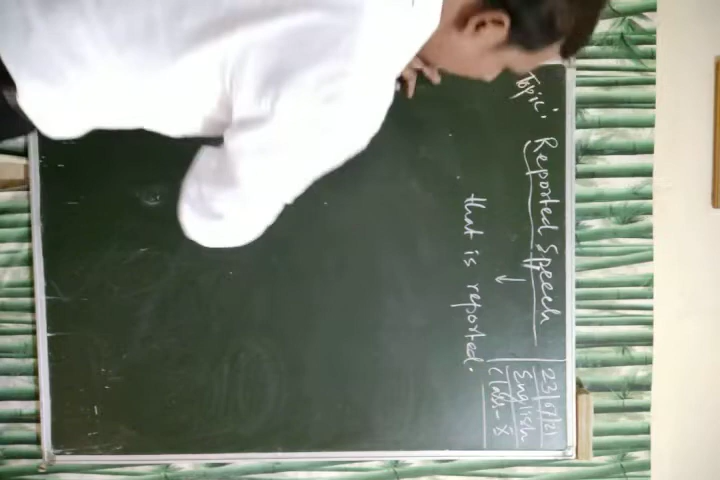 Topic: Reported Speech
that is reported.
23/07/21
English
Class - X